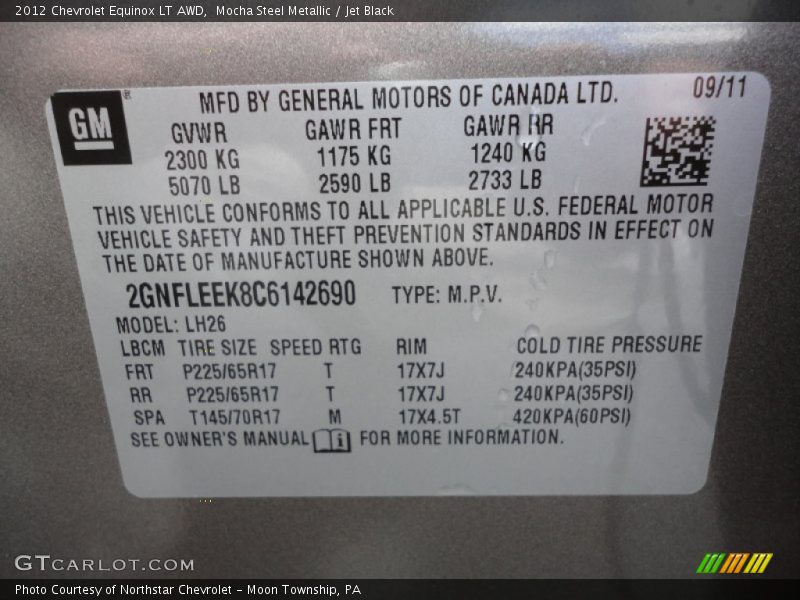 2012 Chevrolet Equinox LT AWD,  Mocha Steel Metallic / Jet Black
GM
MFD BY GENERAL MOTORS OF CANADA LTD.
09/11
GVWR GAWR FRT GAWR RR
2300 KG 1175 KG 1240 KG
5070 LB 2590 LB 2733 LB
THIS VEHICLE CONFORMS TO ALL APPLICABLE U.S. FEDERAL MOTOR
VEHICLE SAFETY AND THEFT PREVENTION STANDARDS IN EFFECT ON
THE DATE OF MANUFACTURE SHOWN ABOVE.
2GNFLEEK8C6142690 TYPE: M.P.V.
MODEL: LH26
LBCM TIRE SIZE SPEED RTG RIM COLD TIRE PRESSURE
FRT P225/65R17 T 17X7J 240KPA(35PSI)
RR P225/65R17 T 17X7J 240KPA(35PSI)
SPA T145/70R17 M 17X4.5T 420KPA(60PSI)
SEE OWNER'S MANUAL i FOR MORE INFORMATION.
GTCARLOT.COM
Photo Courtesy of Northstar Chevrolet - Moon Township, PA